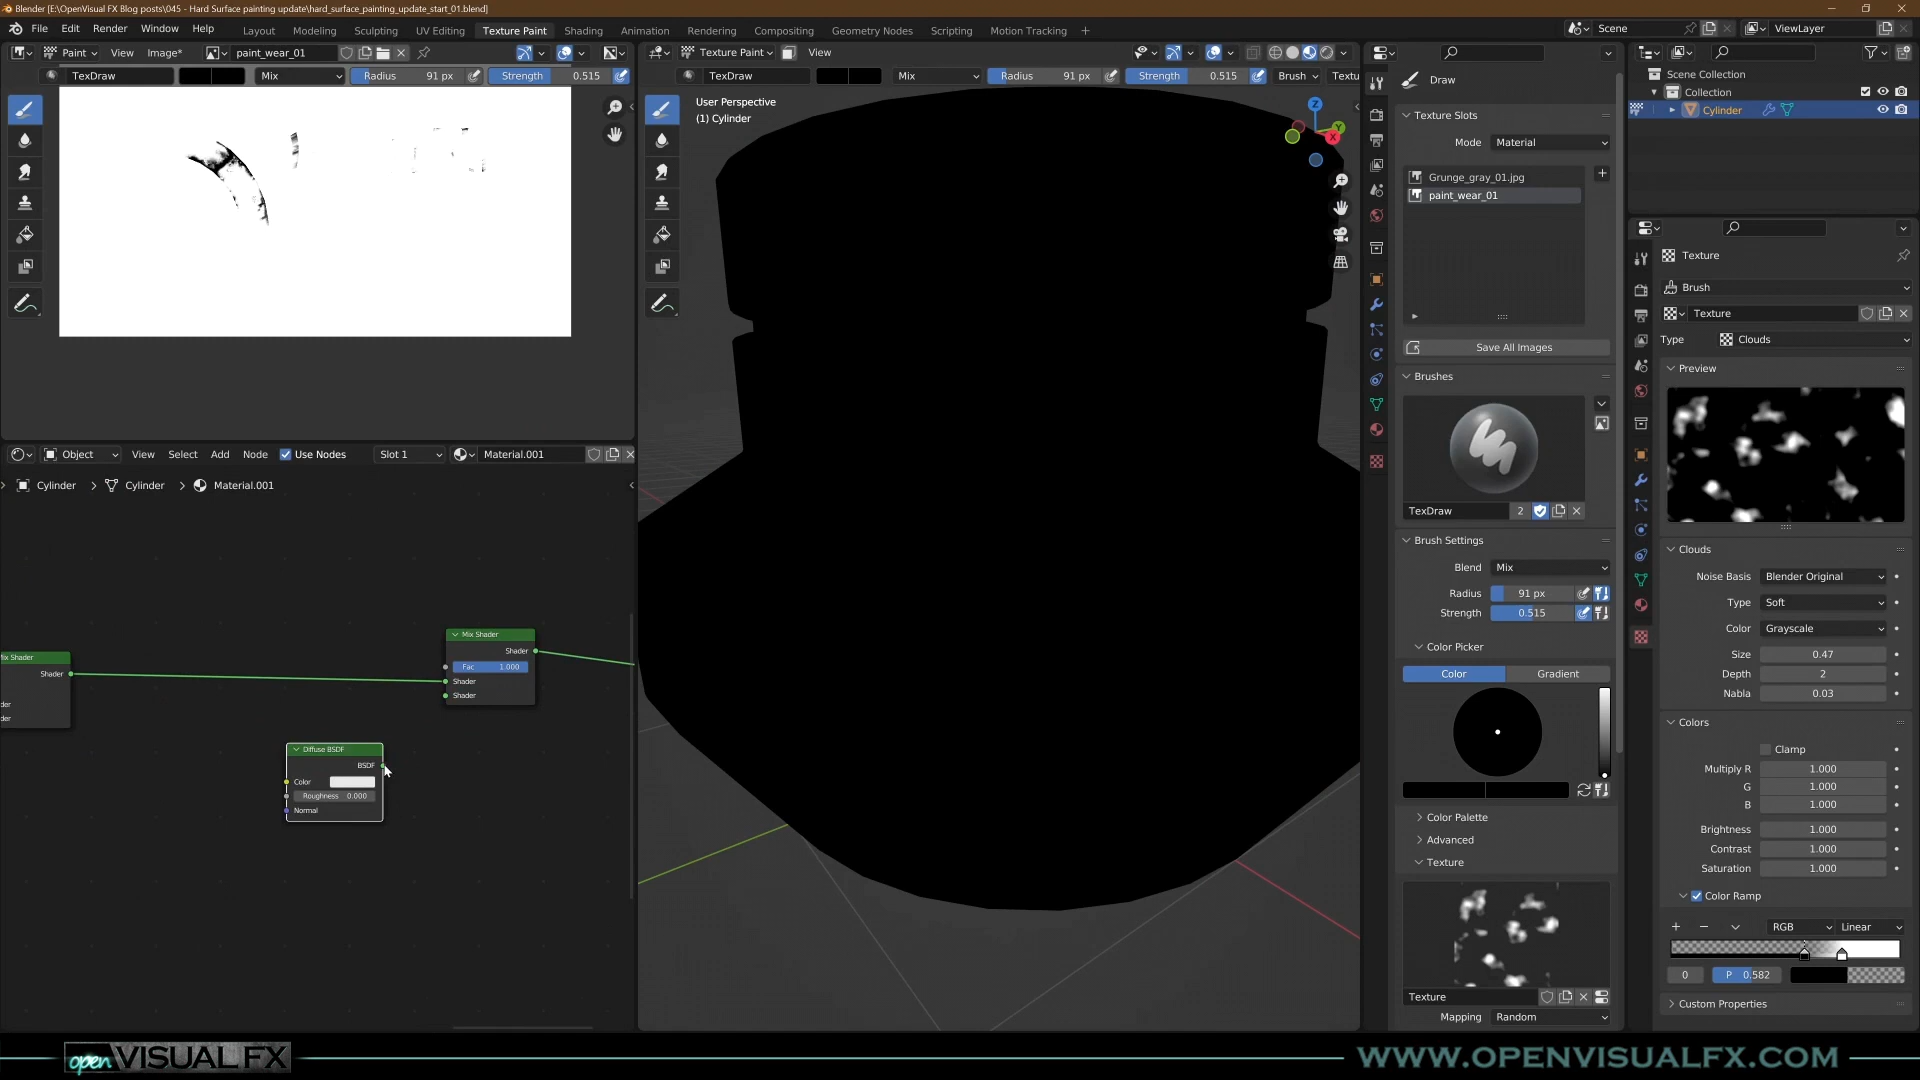 Blender [E:\OpenVisual FX Blog posts\045 - Hard Surface painting update\hard_surface_painting_update_start_01.blend]
File Edit Render Window Help Layout Modeling Sculpting UV Editing Texture Paint Shading Animation Rendering Compositing Geometry Nodes Scripting Motion Tracking + Scene ViewLayer
Paint View Image* paint_wear_01
TexDraw Mix Radius 91 px Strength 0.515
Texture Paint View
TexDraw Mix Radius 91 px Strength 0.515 Brush Textu
User Perspective
(1) Cylinder
Z
Y
X
Object View Select Add Node Use Nodes Slot 1 Material.001
Cylinder > Cylinder > Material.001
Mix Shader
Shader
Fac 1.000
Shader
Shader
ix Shader
Shader
der
der
Diffuse BSDF
BSDF
Color
Roughness 0.000
Normal
Draw
Texture Slots
Mode Material
Grunge_gray_01.jpg
paint_wear_01
Save All Images
Brushes
TexDraw 2
Brush Settings
Blend Mix
Radius 91 px
Strength 0.515
Color Picker
Color Gradient
Color Palette
Advanced
Texture
Texture
Mapping Random
Scene Collection
Collection
Cylinder
Texture
Brush
Texture
Type Clouds
Preview
Clouds
Noise Basis Blender Original
Type Soft
Color Grayscale
Size 0.47
Depth 2
Nabla 0.03
Colors
Clamp
Multiply R 1.000
G 1.000
B 1.000
Brightness 1.000
Contrast 1.000
Saturation 1.000
Color Ramp
RGB Linear
0 P 0.582
Custom Properties
open VISUALFX
WWW.OPENVISUALFX.COM